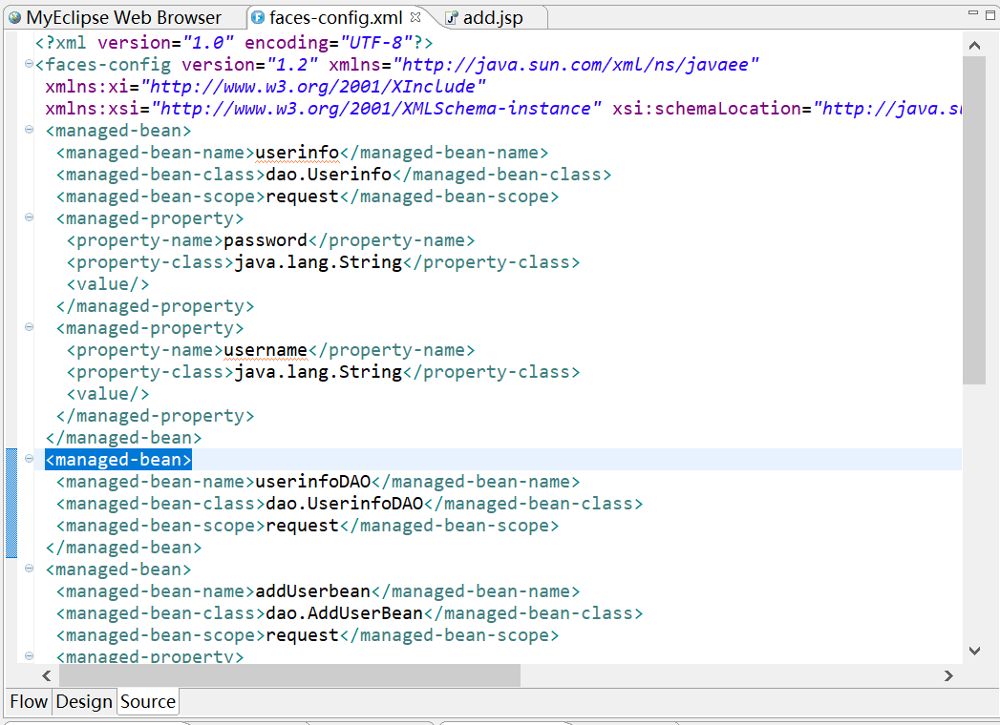 MyEclipse Web Browser faces-config.xml add.jsp
<?xml version="1.0" encoding="UTF-8"?>
<faces-config version="1.2" xmlns="http://java.sun.com/xml/ns/javaee"
xmlns:xi="http://www.w3.org/2001/XInclude"
xmlns:xsi="http://www.w3.org/2001/XMLSchema-instance" xsi:schemaLocation="http://java.su
<managed-bean>
<managed-bean-name>userinfo</managed-bean-name>
<managed-bean-class>dao.Userinfo</managed-bean-class>
<managed-bean-scope>request</managed-bean-scope>
<managed-property>
<property-name>password</property-name>
<property-class>java.lang.String</property-class>
<value/>
</managed-property>
<managed-property>
<property-name>username</property-name>
<property-class>java.lang.String</property-class>
<value/>
</managed-property>
</managed-bean>
<managed-bean>
<managed-bean-name>userinfoDAO</managed-bean-name>
<managed-bean-class>dao.UserinfoDAO</managed-bean-class>
<managed-bean-scope>request</managed-bean-scope>
</managed-bean>
<managed-bean>
<managed-bean-name>addUserbean</managed-bean-name>
<managed-bean-class>dao.AddUserBean</managed-bean-class>
<managed-bean-scope>request</managed-bean-scope>
<managed-property>
Flow Design Source